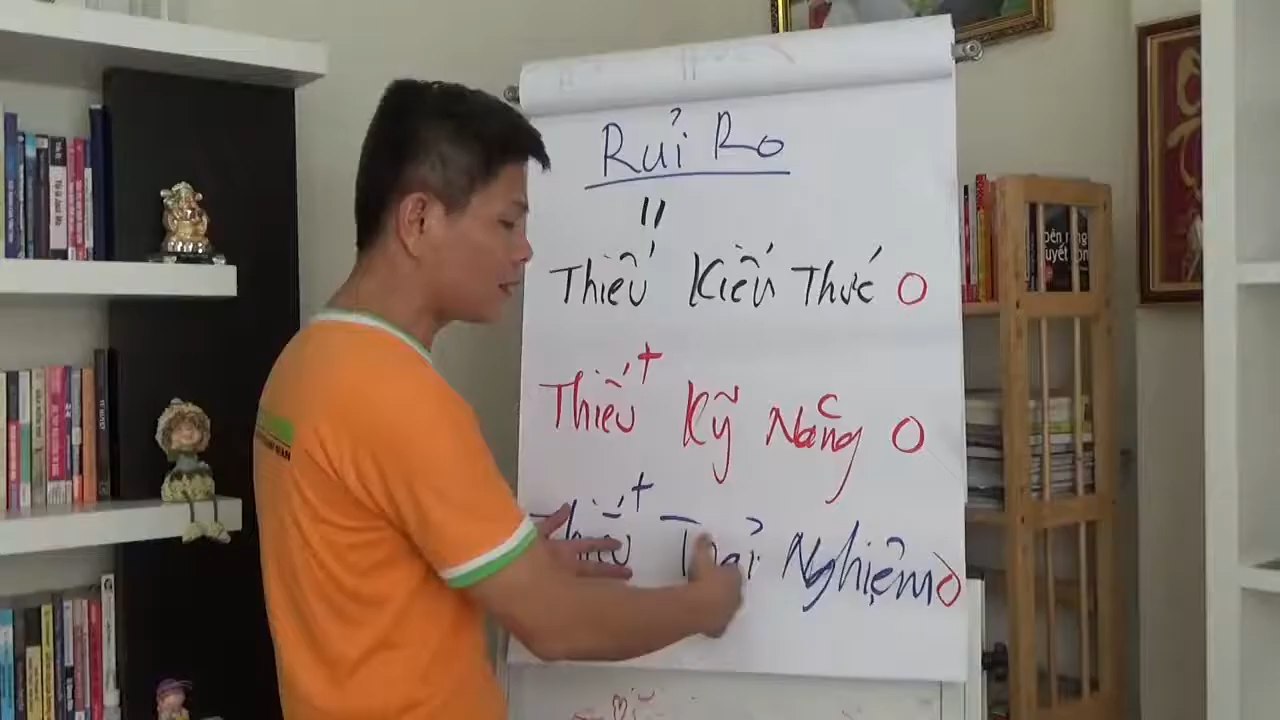 Rủi Ro
=
Thiếu Kiến Thức O
+
Thiếu Kỹ Năng O
+
Thiếu Trải Nghiệm O